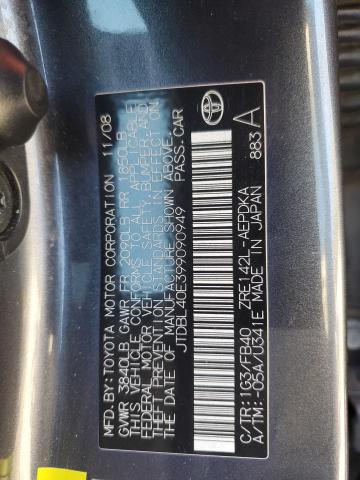 MFD. BY: TOYOTA MOTOR CORPORATION 11/08
GVWR 3840LB GAWR FR 2090LB RR 1850LB
THIS VEHICLE CONFORMS TO ALL APPLICABLE
FEDERAL MOTOR VEHICLE SAFETY, BUMPER, AND
THEFT PREVENTION STANDARDS IN EFFECT ON
THE DATE OF MANUFACTURE SHOWN ABOVE.
JTDBL40E399090949 PASS. CAR
C/TR: 1G3/FB40 ZRE142L-AEPDKA
A/TM:-05A/U341E MADE IN JAPAN 883 A